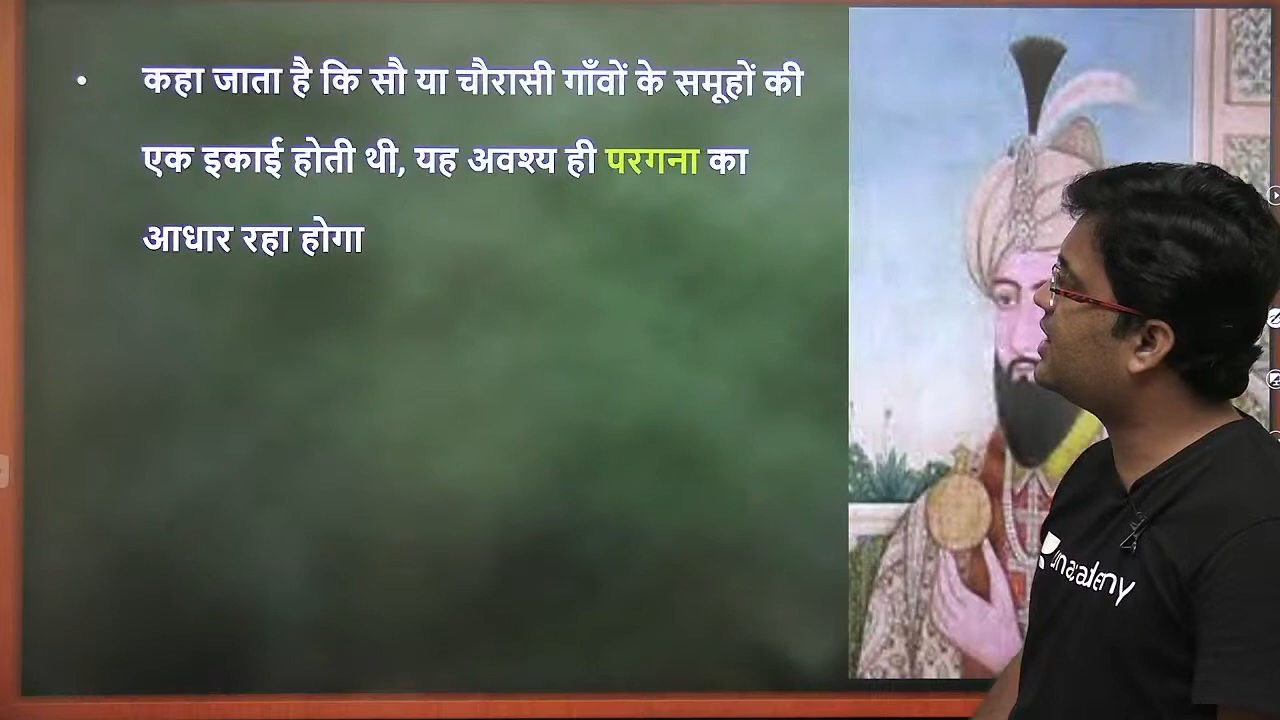 • कहा जाता है कि सौ या चौरासी गाँवों के समूहों की
एक इकाई होती थी, यह अवश्य ही परगना का
आधार रहा होगा
unacademy